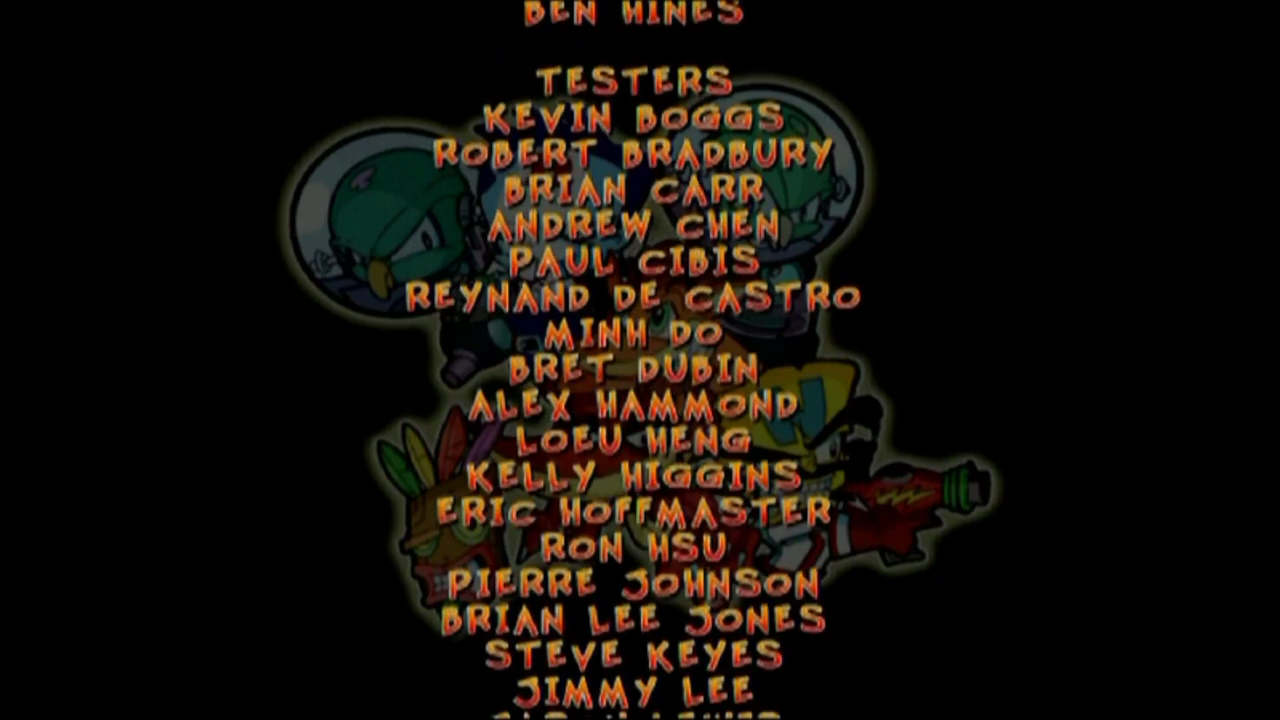 BEN HINES
TESTERS
KEVIN BOGGS
ROBERT BRADBURY
BRIAN CARR
ANDREW CHEN
PAUL CIBIS
REYNAND DE CASTRO
MINH DO
BRET DUBIN
ALEX HAMMOND
LOEU HENG
KELLY HIGGINS
ERIC HOFFMASTER
RON HSU
PIERRE JOHNSON
BRIAN LEE JONES
STEVE KEYES
JIMMY LEE